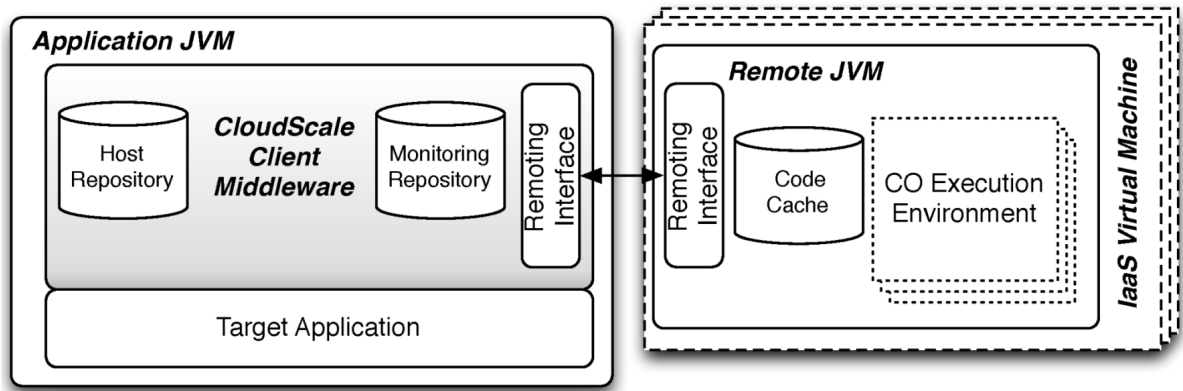 Application JVM
Host
Repository
CloudScale
Client
Middleware
Monitoring
Repository
Remoting
Interface
Target Application
Remote JVM
Remoting
Interface
Code
Cache
CO Execution
Environment
IaaS Virtual Machine